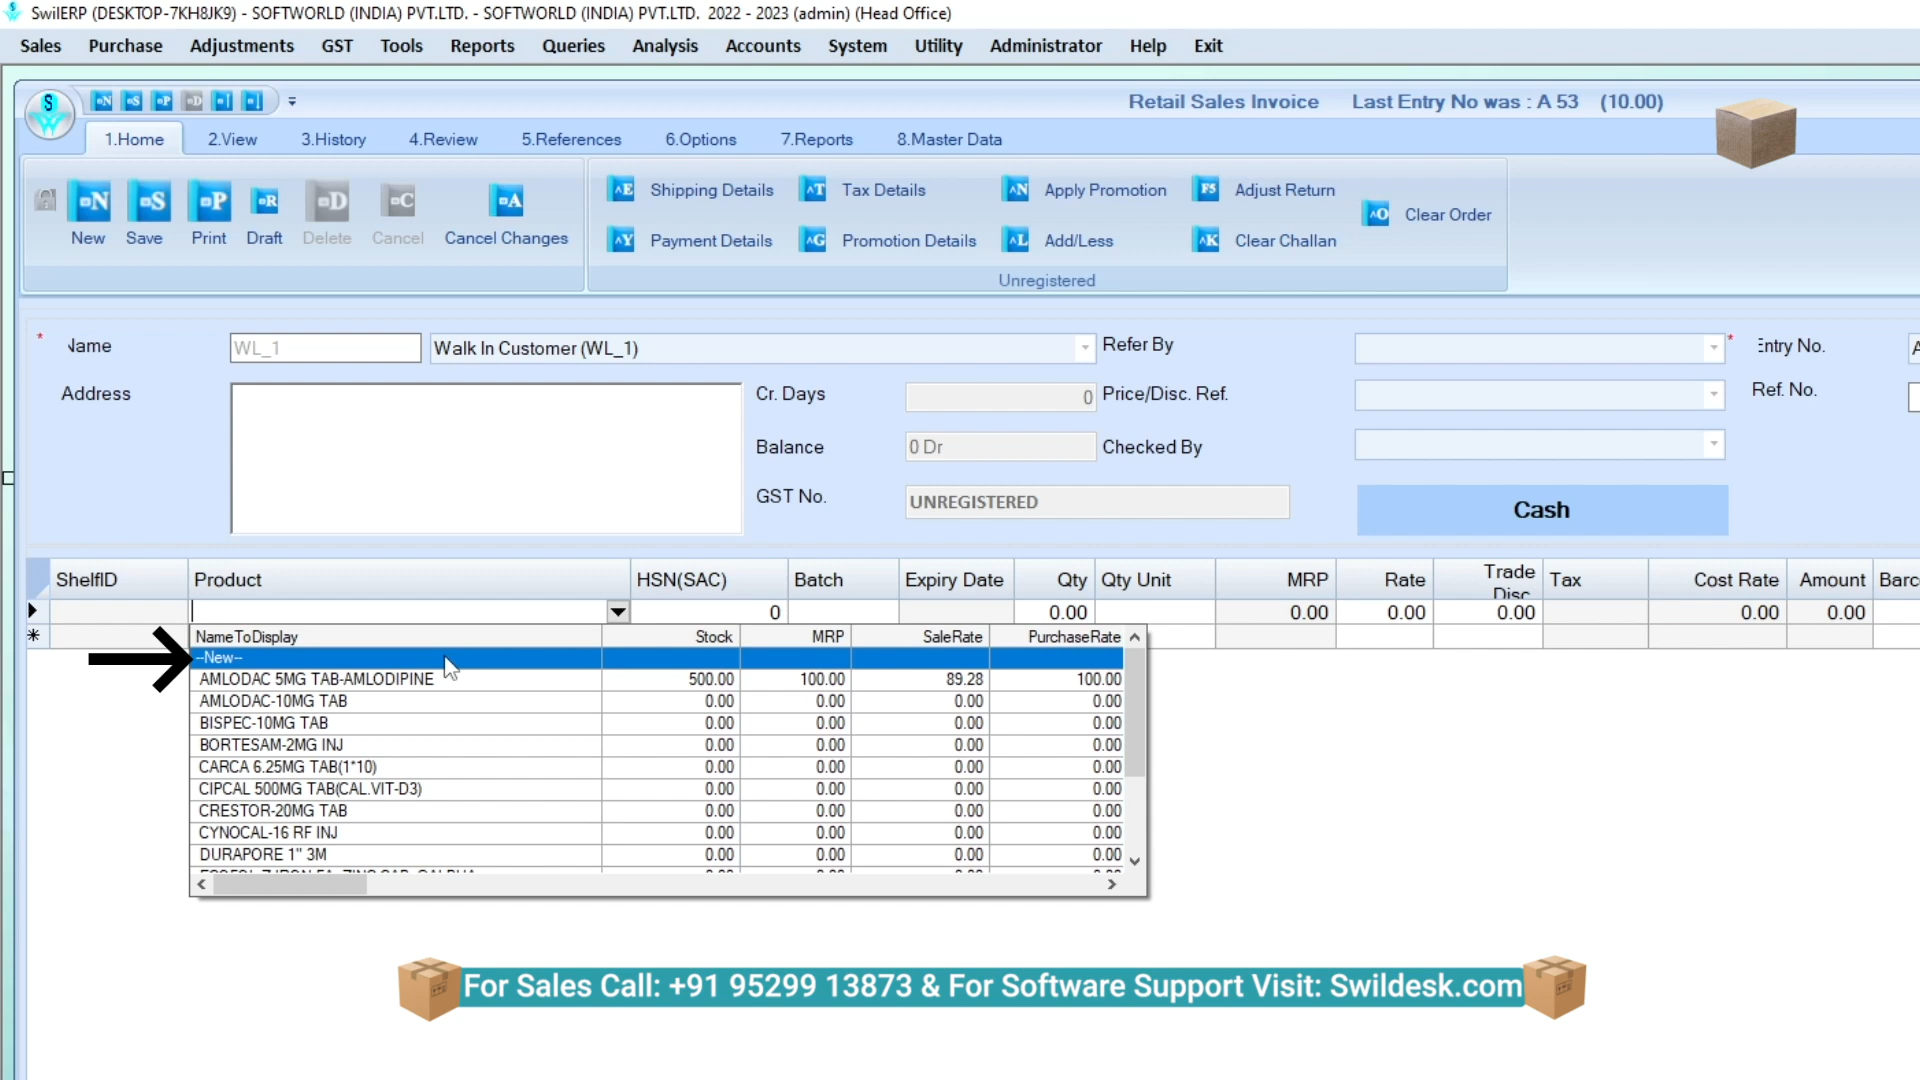 SwilERP (DESKTOP-7KH8JK9) - SOFTWORLD (INDIA) PVT.LTD. - SOFTWORLD (INDIA) PVT.LTD. 2022 - 2023 (admin) (Head Office)
Sales Purchase Adjustments GST Tools Reports Queries Analysis Accounts System Utility Administrator Help Exit
Retail Sales Invoice Last Entry No was : A 53 (10.00)
1.Home 2.View 3.History 4.Review 5.References 6.Options 7.Reports 8.Master Data
New Save Print Draft Delete Cancel Cancel Changes
^E Shipping Details ^T Tax Details ^N Apply Promotion F5 Adjust Return
^O Clear Order
^Y Payment Details ^G Promotion Details ^L Add/Less ^K Clear Challan
Unregistered
* Name WL_1 Walk In Customer (WL_1) Refer By * Entry No. A
Address Cr. Days 0 Price/Disc. Ref. Ref. No.
Balance 0 Dr Checked By
GST No. UNREGISTERED Cash
ShelfID Product HSN(SAC) Batch Expiry Date Qty Qty Unit MRP Rate Trade Disc Tax Cost Rate Amount Barc
0 0.00 0.00 0.00 0.00 0.00 0.00
NameToDisplay Stock MRP SaleRate PurchaseRate
--New--
AMLODAC 5MG TAB-AMLODIPINE 500.00 100.00 89.28 100.00
AMLODAC-10MG TAB 0.00 0.00 0.00 0.00
BISPEC-10MG TAB 0.00 0.00 0.00 0.00
BORTESAM-2MG INJ 0.00 0.00 0.00 0.00
CARCA 6.25MG TAB(1*10) 0.00 0.00 0.00 0.00
CIPCAL 500MG TAB(CAL.VIT-D3) 0.00 0.00 0.00 0.00
CRESTOR-20MG TAB 0.00 0.00 0.00 0.00
CYNOCAL-16 RF INJ 0.00 0.00 0.00 0.00
DURAPORE 1" 3M 0.00 0.00 0.00 0.00
For Sales Call: +91 95299 13873 & For Software Support Visit: Swildesk.com